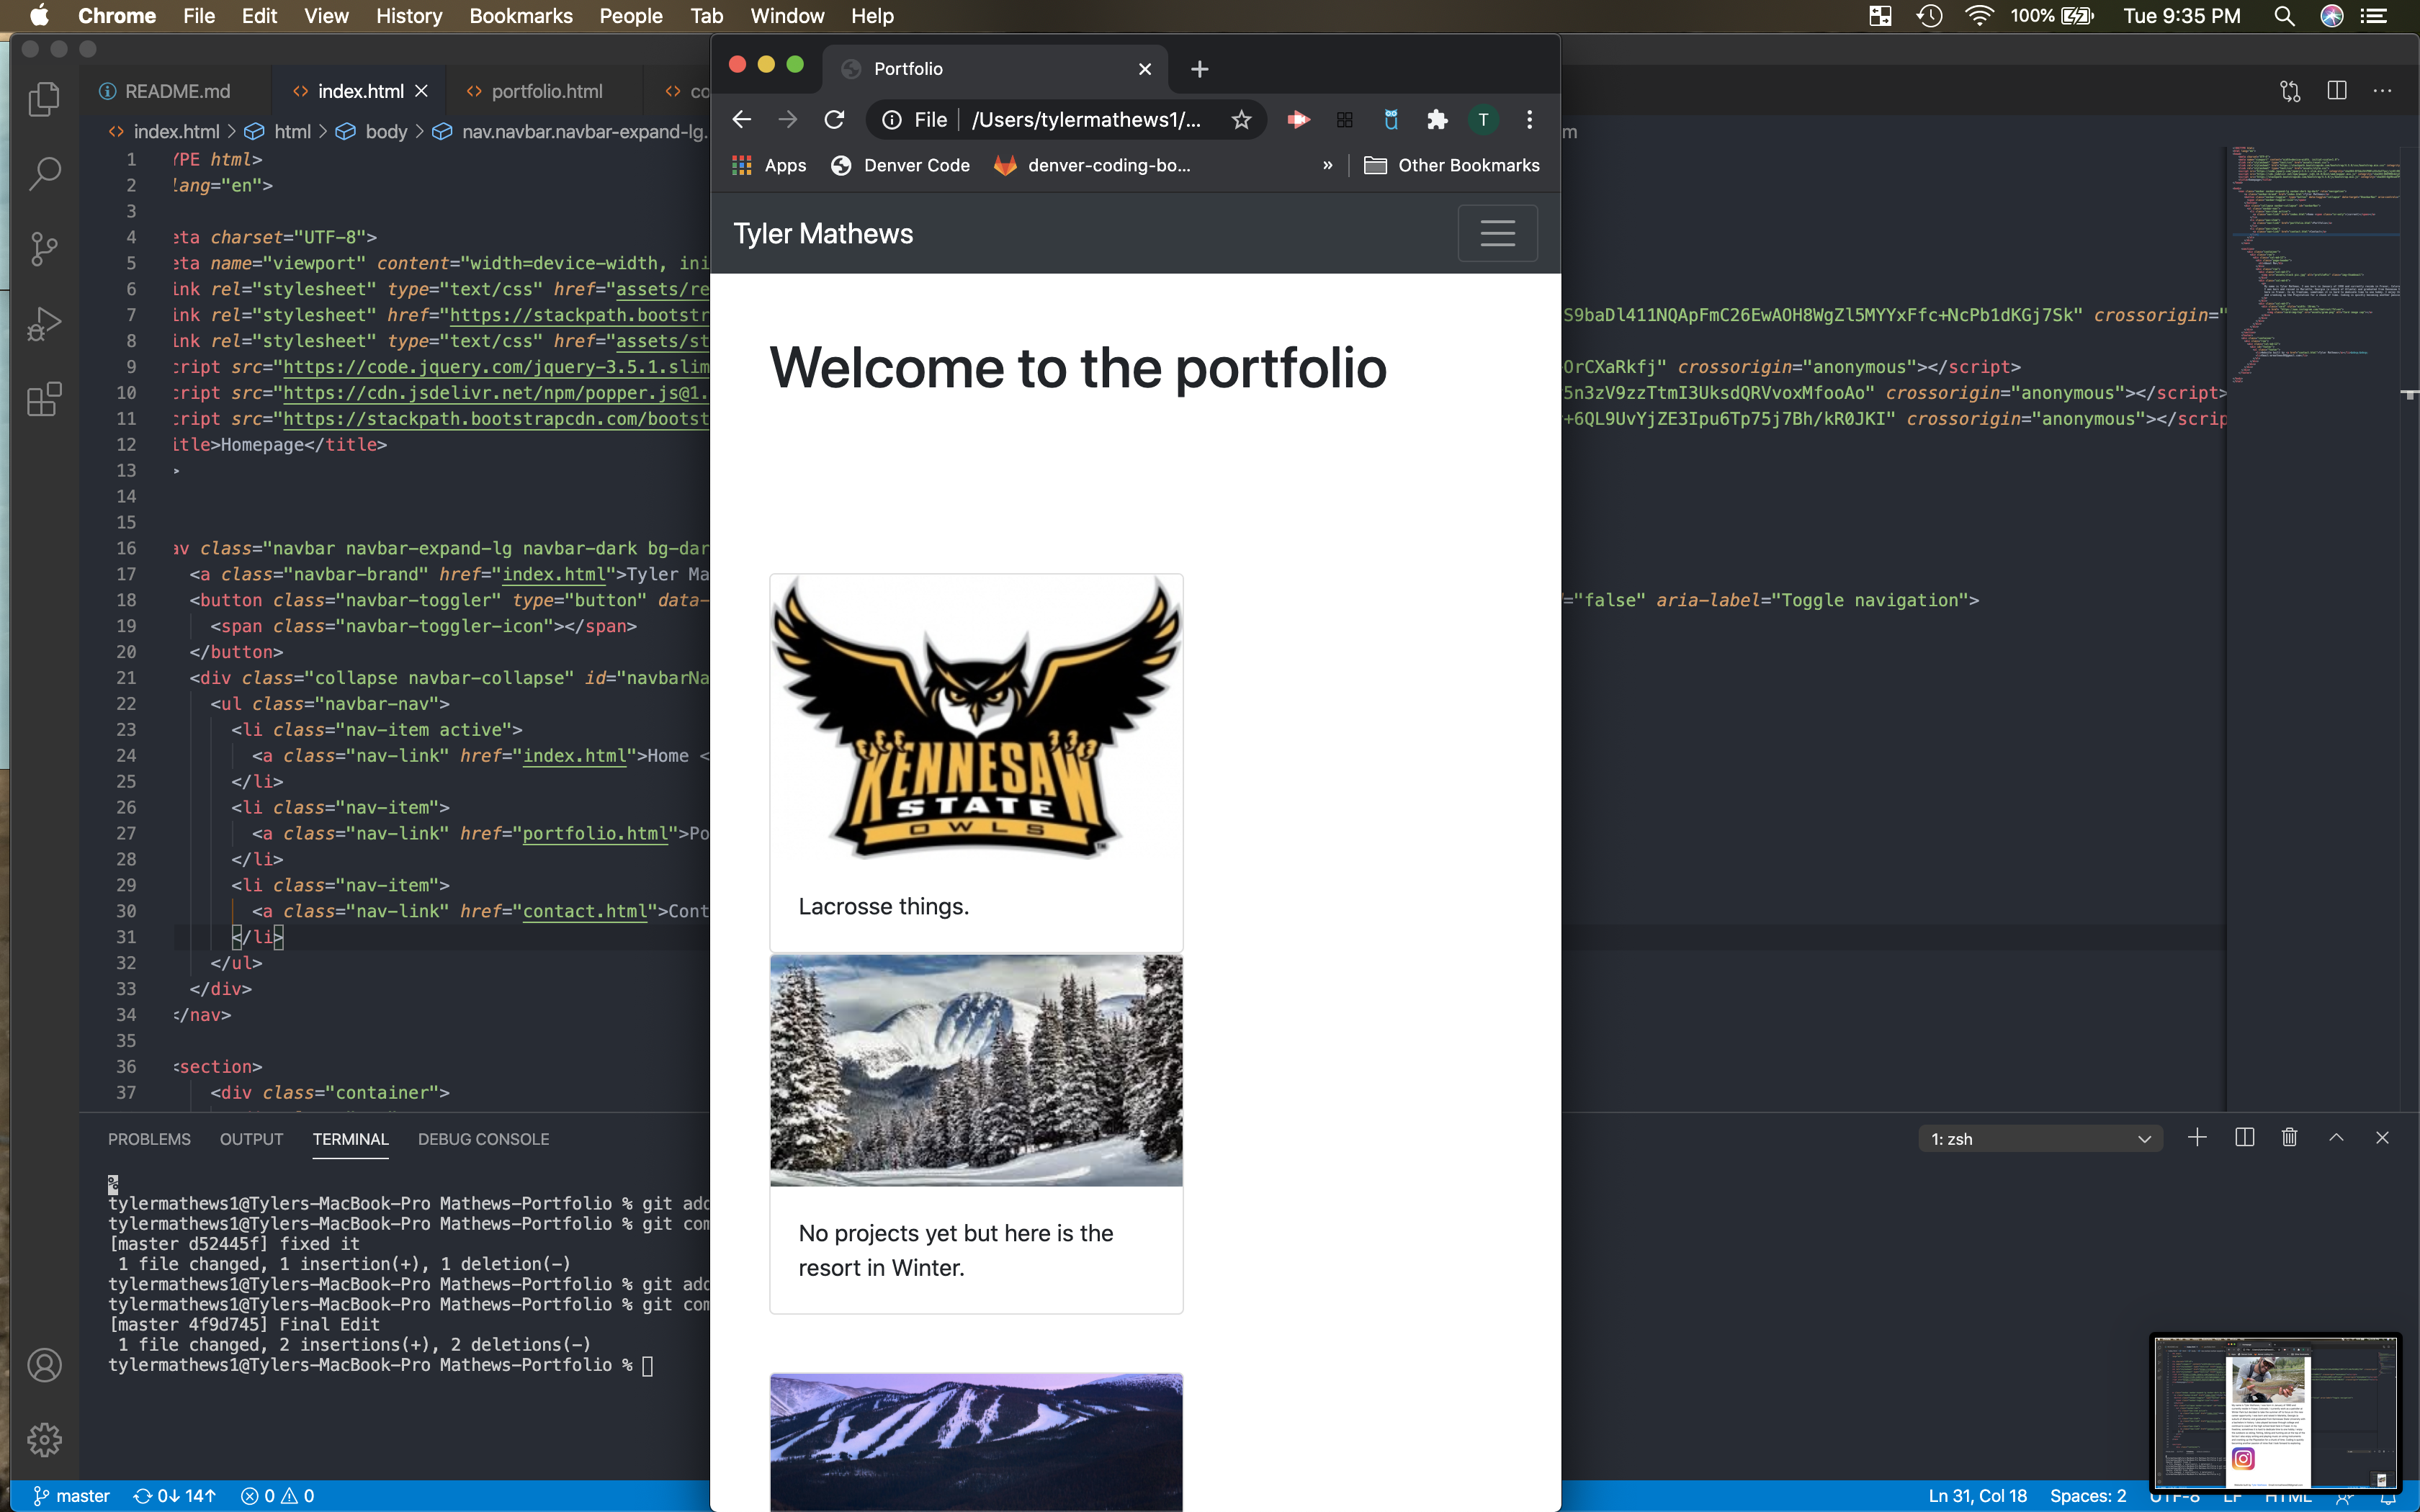 Chrome File Edit View History Bookmarks People Tab Window Help 100% Tue 9:35 PM
README.md index.html portfolio.html co
index.html > html > body > nav.navbar.navbar-expand-lg. m
1 YPE html>
2 lang="en">
3
4 eta charset="UTF-8">
5 eta name="viewport" content="width=device-width, ini
6 ink rel="stylesheet" type="text/css" href="assets/re
7 ink rel="stylesheet" href="https://stackpath.bootstr S9baDl411NQApFmC26EwAOH8WgZl5MYYxFfc+NcPb1dKGj7Sk" crossorigin="
8 ink rel="stylesheet" type="text/css" href="assets/st
9 cript src="https://code.jquery.com/jquery-3.5.1.slim OrCXaRkfj" crossorigin="anonymous"></script>
10 cript src="https://cdn.jsdelivr.net/npm/popper.js@1. 5n3zV9zzTtmI3UksdQRVvoxMfooAo" crossorigin="anonymous"></script>
11 cript src="https://stackpath.bootstrapcdn.com/bootst +6QL9UvYjZE3Ipu6Tp75j7Bh/kR0JKI" crossorigin="anonymous"></scrip
12 itle>Homepage</title>
13 >
14
15
16 av class="navbar navbar-expand-lg navbar-dark bg-dar
17 <a class="navbar-brand" href="index.html">Tyler Ma
18 <button class="navbar-toggler" type="button" data- ="false" aria-label="Toggle navigation">
19 <span class="navbar-toggler-icon"></span>
20 </button>
21 <div class="collapse navbar-collapse" id="navbarNa
22 <ul class="navbar-nav">
23 <li class="nav-item active">
24 <a class="nav-link" href="index.html">Home <
25 </li>
26 <li class="nav-item">
27 <a class="nav-link" href="portfolio.html">Po
28 </li>
29 <li class="nav-item">
30 <a class="nav-link" href="contact.html">Cont
31 </li>
32 </ul>
33 </div>
34 </nav>
35
36 <section>
37 <div class="container">
PROBLEMS OUTPUT TERMINAL DEBUG CONSOLE 1: zsh
%
tylermathews1@Tylers-MacBook-Pro Mathews-Portfolio % git add
tylermathews1@Tylers-MacBook-Pro Mathews-Portfolio % git com
[master d52445f] fixed it
1 file changed, 1 insertion(+), 1 deletion(-)
tylermathews1@Tylers-MacBook-Pro Mathews-Portfolio % git add
tylermathews1@Tylers-MacBook-Pro Mathews-Portfolio % git com
[master 4f9d745] Final Edit
1 file changed, 2 insertions(+), 2 deletions(-)
tylermathews1@Tylers-MacBook-Pro Mathews-Portfolio %
master 0↓ 14↑ 0 0 Ln 31, Col 18 Spaces: 2 UTF-8 LF HTML
Portfolio
File /Users/tylermathews1/... T
Apps Denver Code denver-coding-bo... » Other Bookmarks
Tyler Mathews
Welcome to the portfolio
KENNESAW
STATE
OWLS
TM
Lacrosse things.
No projects yet but here is the
resort in Winter.